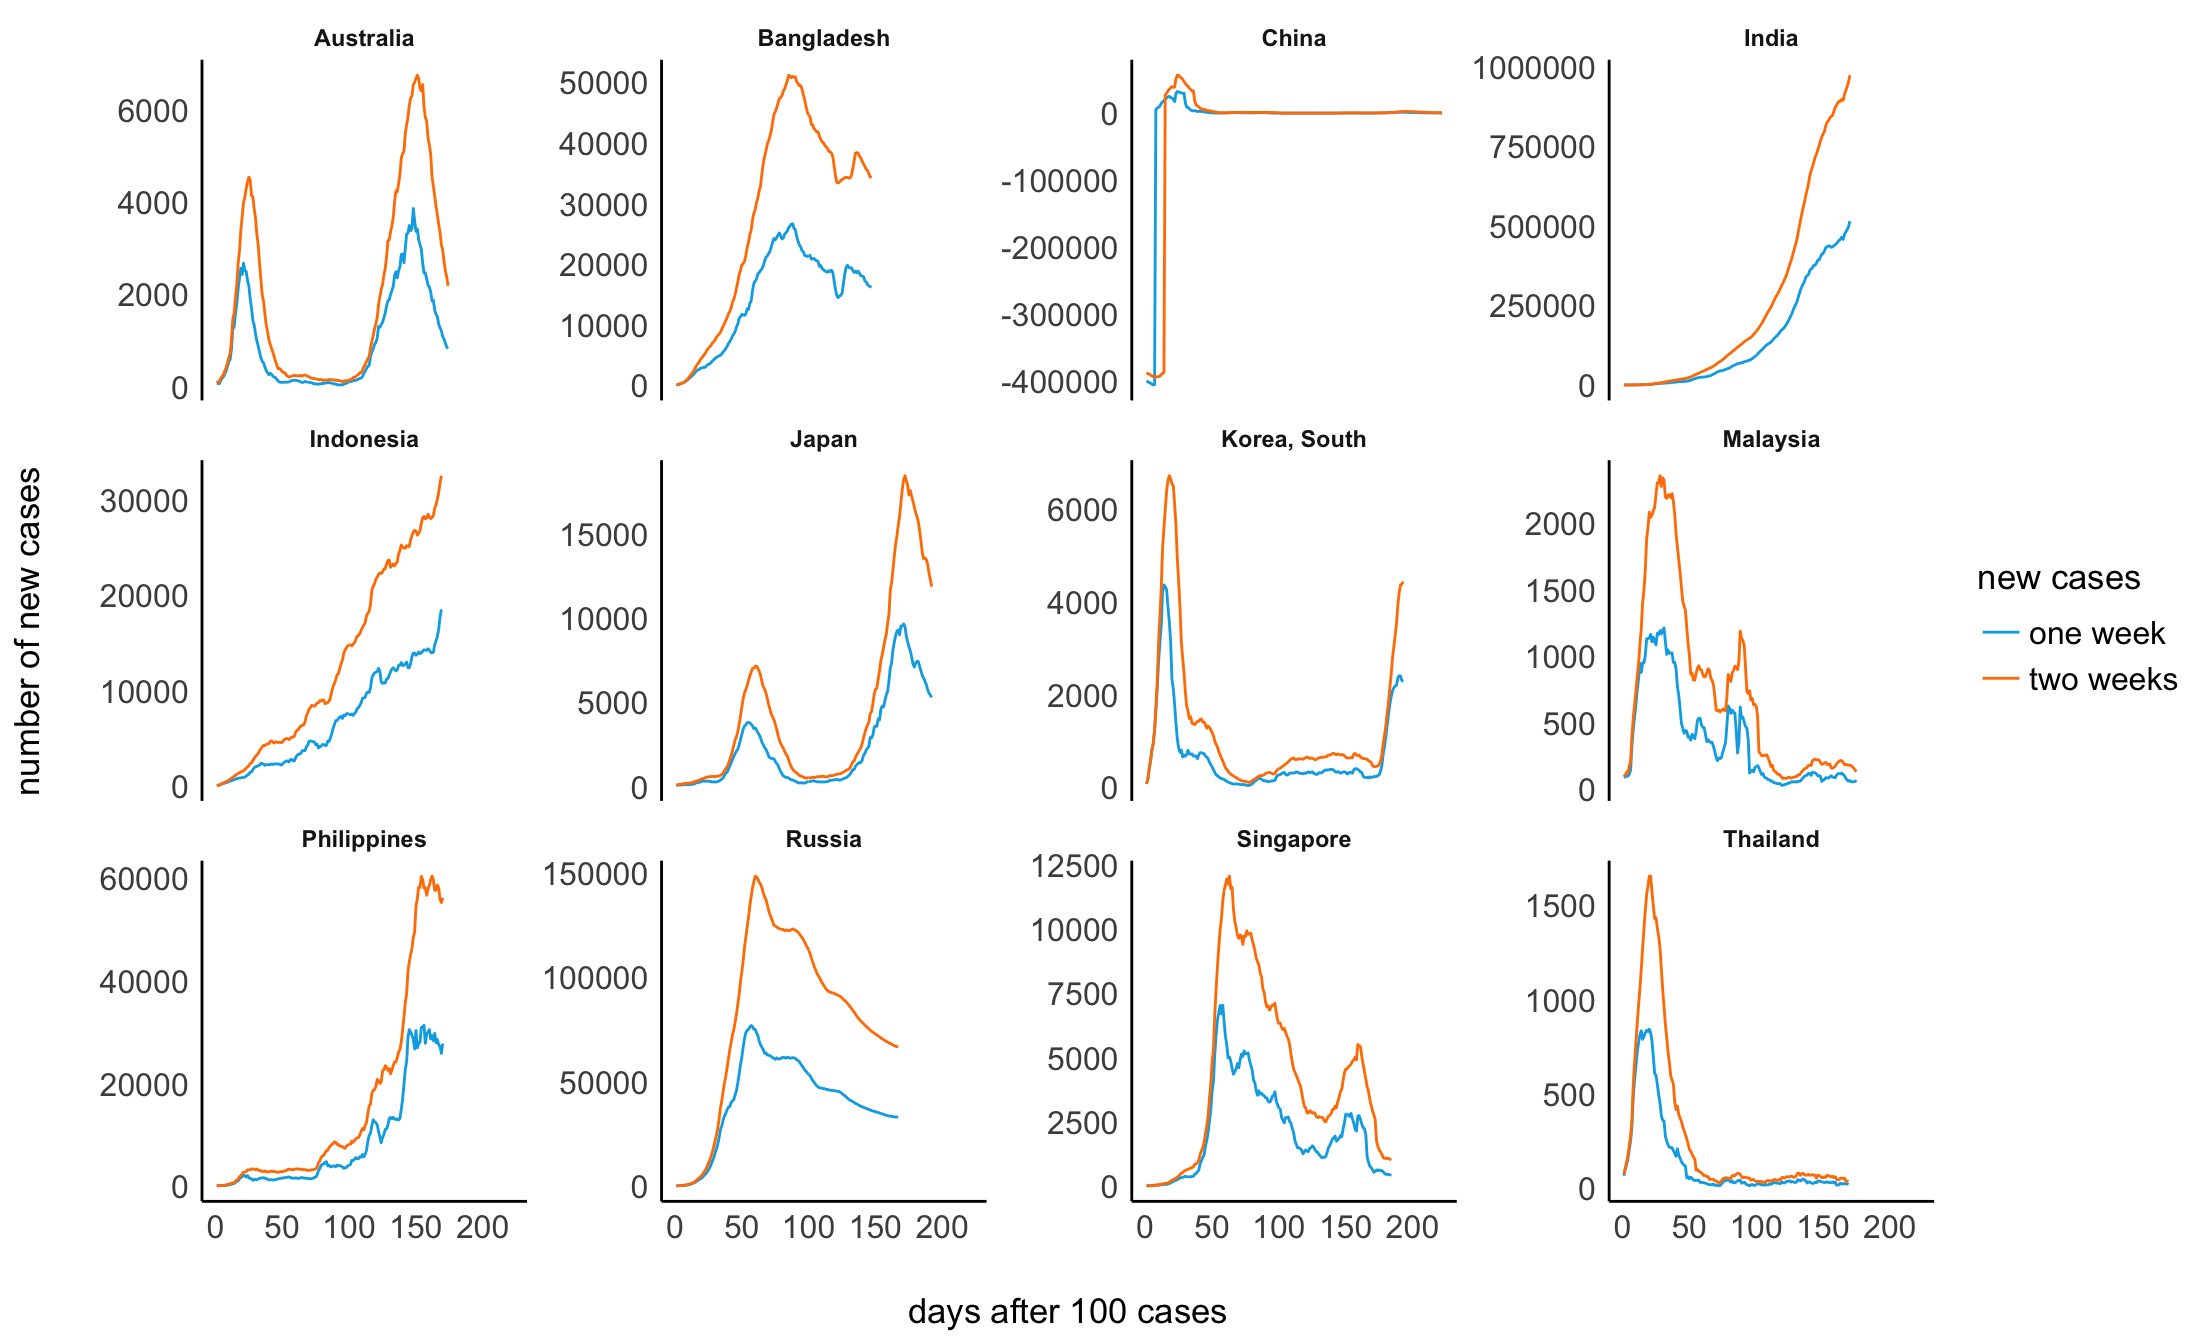 Australia
Bangladesh
China
India
6000
4000
2000
0
50000
40000
30000
20000
10000
0
0
-100000
-200000
-300000
-400000
1000000
750000
500000
250000
0
Indonesia
Japan
Korea, South
Malaysia
30000
20000
10000
0
15000
10000
5000
0
6000
4000
2000
0
2000
1500
1000
500
0
Philippines
Russia
Singapore
Thailand
60000
40000
20000
0
150000
100000
50000
0
12500
10000
7500
5000
2500
0
1500
1000
500
0
0 50 100 150 200
0 50 100 150 200
0 50 100 150 200
0 50 100 150 200
days after 100 cases
number of new cases
new cases
one week
two weeks